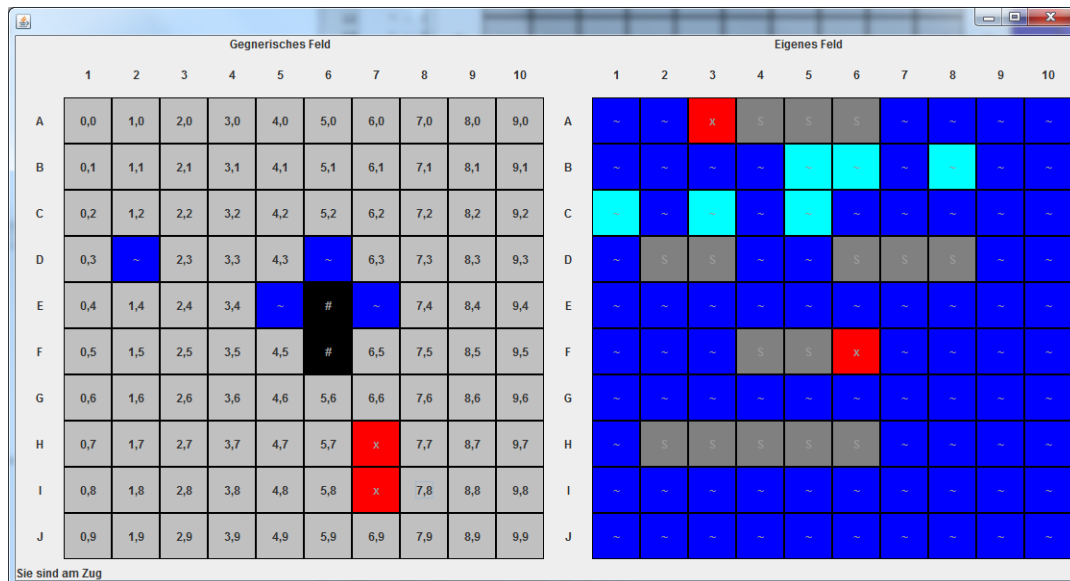 Gegnerisches Feld Eigenes Feld
1 2 3 4 5 6 7 8 9 10 1 2 3 4 5 6 7 8 9 10
A 0,0 1,0 2,0 3,0 4,0 5,0 6,0 7,0 8,0 9,0 A ~ ~ x S S S ~ ~ ~ ~
B 0,1 1,1 2,1 3,1 4,1 5,1 6,1 7,1 8,1 9,1 B ~ ~ ~ ~ ~ ~ ~ ~ ~ ~
C 0,2 1,2 2,2 3,2 4,2 5,2 6,2 7,2 8,2 9,2 C ~ ~ ~ ~ ~ ~ ~ ~ ~ ~
D 0,3 ~ 2,3 3,3 4,3 ~ 6,3 7,3 8,3 9,3 D ~ S S ~ ~ S S S ~ ~
E 0,4 1,4 2,4 3,4 ~ # ~ 7,4 8,4 9,4 E ~ ~ ~ ~ ~ ~ ~ ~ ~ ~
F 0,5 1,5 2,5 3,5 4,5 # 6,5 7,5 8,5 9,5 F ~ ~ ~ S S x ~ ~ ~ ~
G 0,6 1,6 2,6 3,6 4,6 5,6 6,6 7,6 8,6 9,6 G ~ ~ ~ ~ ~ ~ ~ ~ ~ ~
H 0,7 1,7 2,7 3,7 4,7 5,7 x 7,7 8,7 9,7 H ~ S S S S S ~ ~ ~ ~
I 0,8 1,8 2,8 3,8 4,8 5,8 x 7,8 8,8 9,8 I ~ ~ ~ ~ ~ ~ ~ ~ ~ ~
J 0,9 1,9 2,9 3,9 4,9 5,9 6,9 7,9 8,9 9,9 J ~ ~ ~ ~ ~ ~ ~ ~ ~ ~
Sie sind am Zug